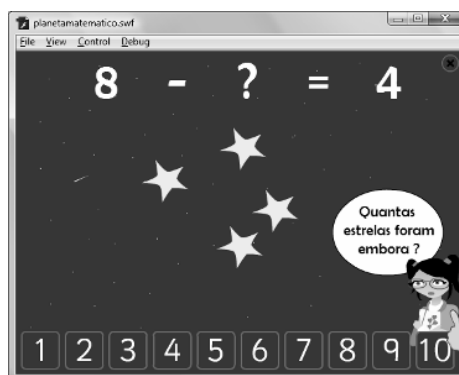 planetamatematico.swf
File View Control Debug
8 - ? = 4
Quantas
estrelas foram
embora ?
1 2 3 4 5 6 7 8 9 10